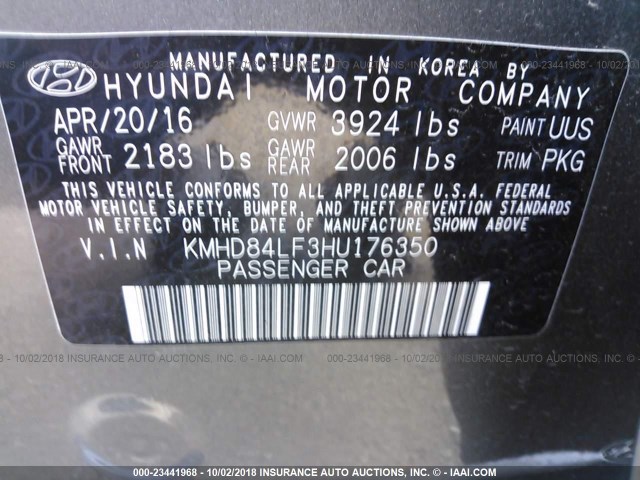 MANUFACTURED IN KOREA BY
HYUNDAI MOTOR COMPANY
APR/20/16 GVWR 3924 lbs PAINT UUS
GAWR FRONT 2183 lbs GAWR REAR 2006 lbs TRIM PKG
THIS VEHICLE CONFORMS TO ALL APPLICABLE U.S.A. FEDERAL
MOTOR VEHICLE SAFETY, BUMPER, AND THEFT PREVENTION STANDARDS
IN EFFECT ON THE DATE OF MANUFACTURE SHOWN ABOVE.
V.I.N KMHD84LF3HU176350
PASSENGER CAR
000-23441968 - 10/02/2018 INSURANCE AUTO AUCTIONS, INC. - © IAAI.COM